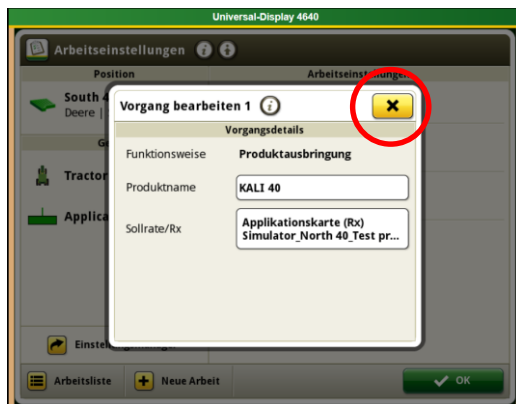 Universal-Display 4640
Arbeitseinstellungen
Position
South 4
Deere |
Tractor
Applica
Vorgang bearbeiten 1
Vorgangsdetails
Funktionsweise Produktausbringung
Produktname KALI 40
Sollrate/Rx Applikationskarte (Rx)
Simulator_North 40_Test pr...
Arbeitsliste
Neue Arbeit
OK